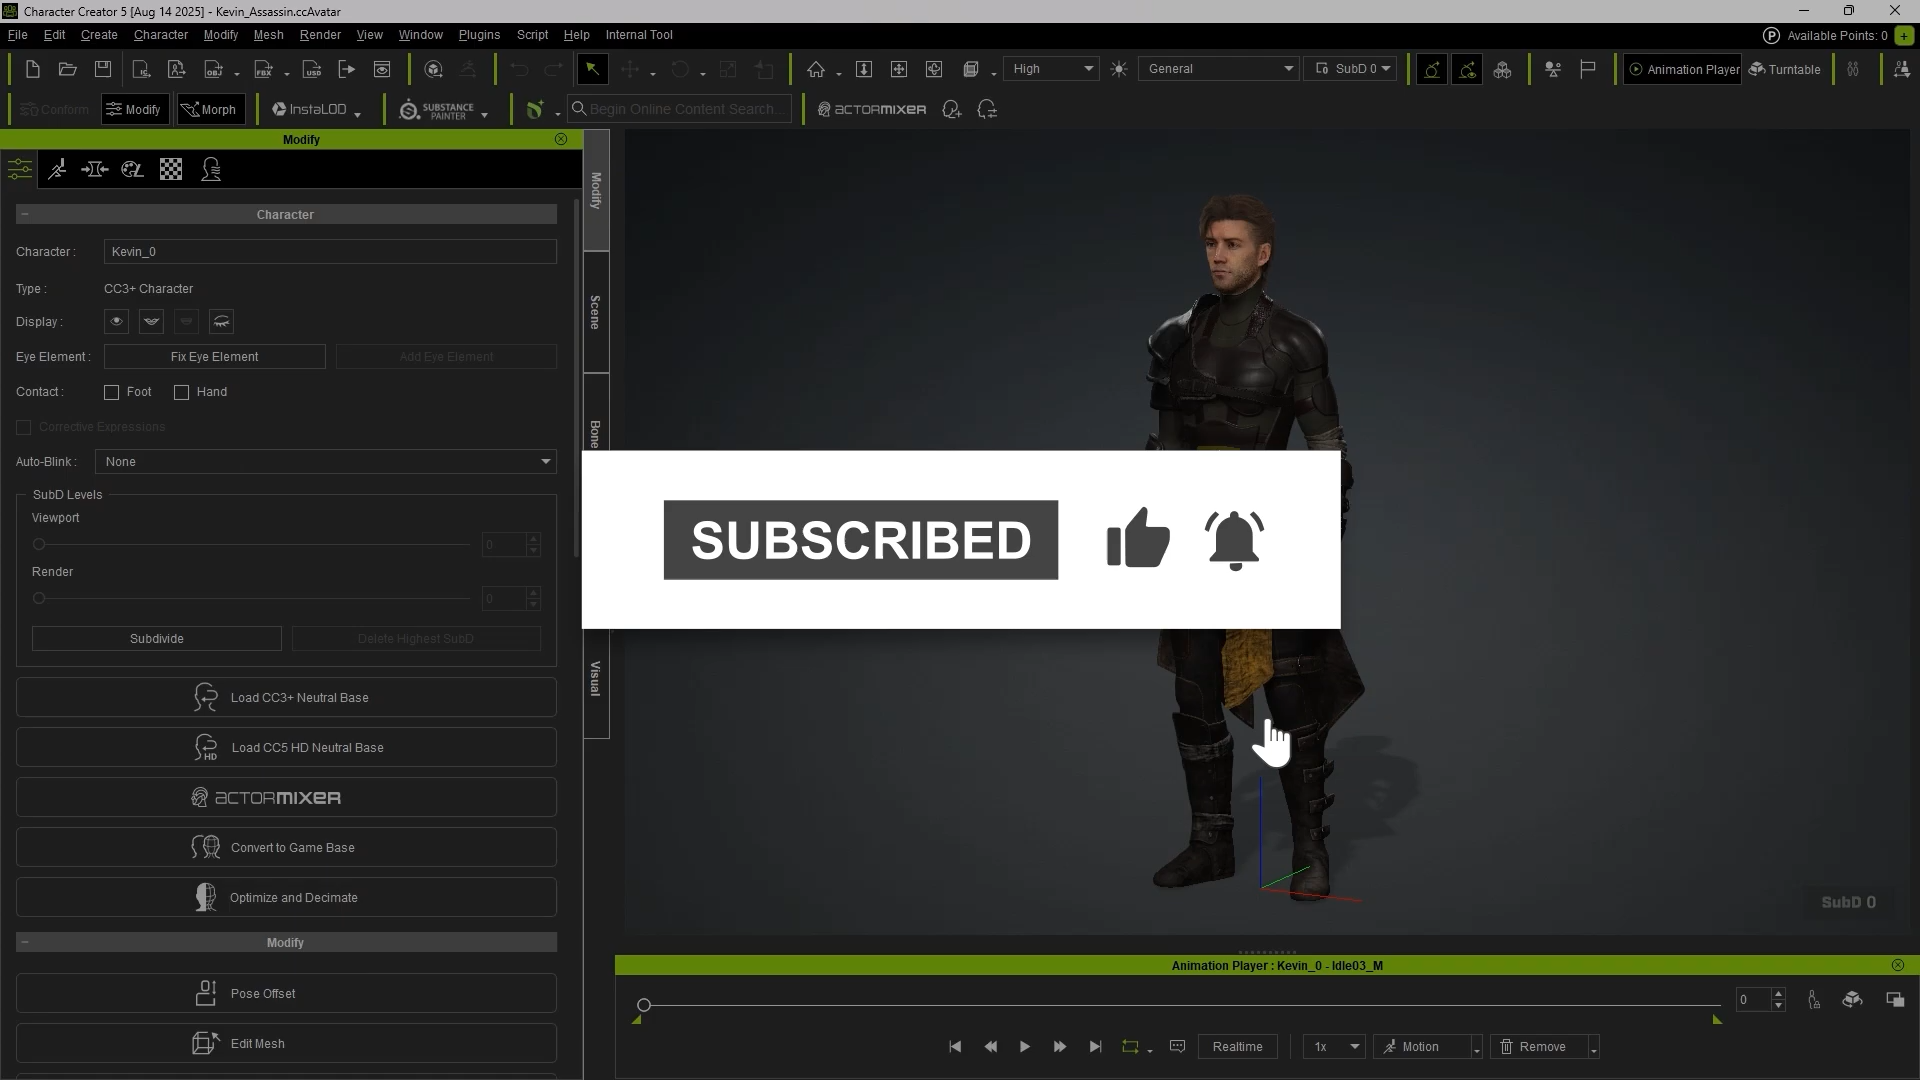 Character Creator 5 [Aug 14 2025] - Kevin_Assassin.ccAvatar
File Edit Create Character Modify Mesh Render View Window Plugins Script Help Internal Tool
P Available Points: 0 +
OBJ FBX USD High General SubD 0 Animation Player Turntable
Conform Modify Morph InstaLOD SUBSTANCE PAINTER Begin Online Content Search... ACTORMIXER
Modify
Character
Character : Kevin_0
Type : CC3+ Character
Display :
Eye Element : Fix Eye Element Add Eye Element
Contact : Foot Hand
Corrective Expressions
Auto-Blink : None
SubD Levels
Viewport
0
Render
0
Subdivide Delete Highest SubD
Load CC3+ Neutral Base
HD Load CC5 HD Neutral Base
ACTORMIXER
Convert to Game Base
Optimize and Decimate
Modify
Pose Offset
Edit Mesh
Modify
Scene
Bone
Visual
SUBSCRIBED
SubD 0
Animation Player : Kevin_0 - Idle03_M
0
Realtime 1x Motion Remove